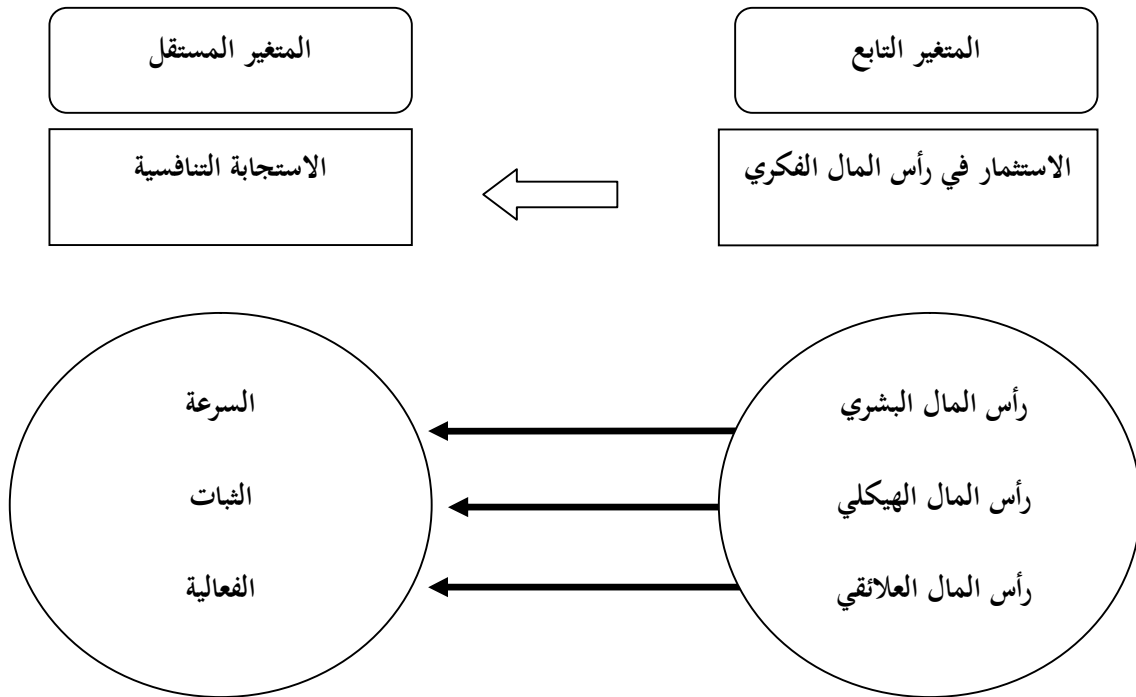 المتغير التابع
المتغير المستقل
الاستثمار في رأس المال الفكري
الاستجابة التنافسية
رأس المال البشري
السرعة
رأس المال الهيكلي
الثبات
رأس المال العلائقي
الفعالية